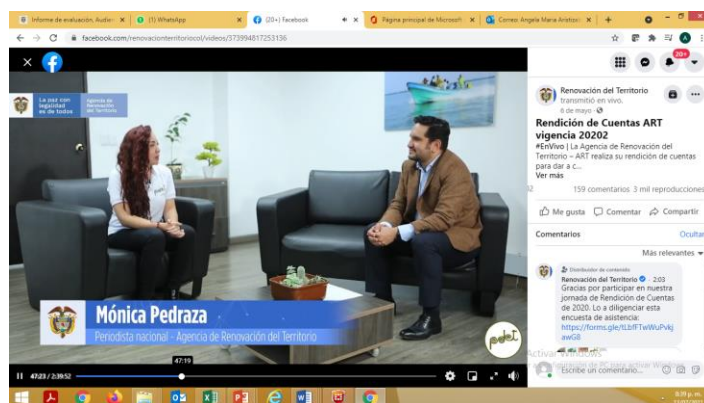 Informe de evaluación, Audie
(1) WhatsApp
(20+) Facebook
Página principal de Microsoft
Correo: Angela Maria Aristizá
facebook.com/renovacionterritoriocol/videos/373994817253136
La paz con
legalidad
es de todos
Agencia de
Renovación
del Territorio
20+
Renovación del Territorio
transmitió en vivo.
6 de mayo
Rendición de Cuentas ART
vigencia 20202
#EnVivo | La Agencia de Renovación del
Territorio – ART realiza su rendición de cuentas
para dar a c...
Ver más
159 comentarios 3 mil reproducciones
Me gusta Comentar Compartir
Comentarios Ocultar
Más relevantes
Distribuidor de contenido
Renovación del Territorio · 2:03
Gracias por participar en nuestra
jornada de Rendición de Cuentas
de 2020. Lo a diligenciar esta
encuesta de asistencia:
https://forms.gle/
Mónica Pedraza
Periodista nacional - Agencia de Renovación del Territorio
pdet
47:19
47:23 / 2:39:52
Activar Windows
Escribe un comentario...
8:39 p. m.